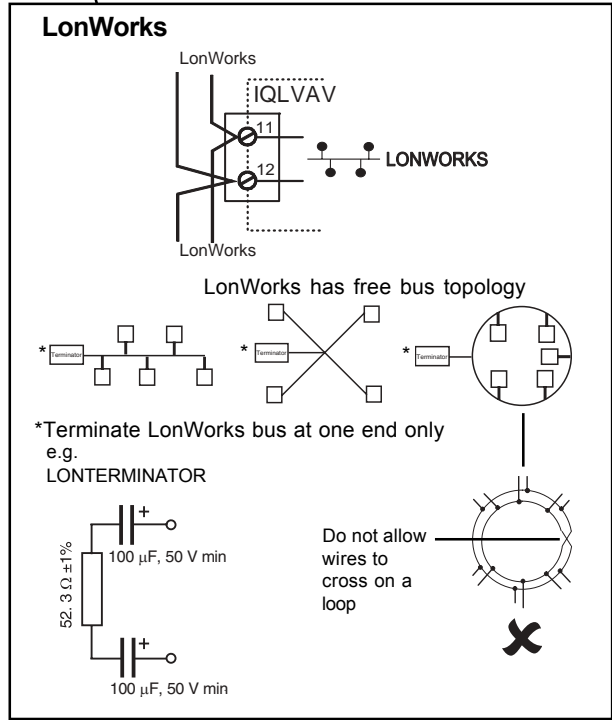 LonWorks
LonWorks
IQLVAV
11
12
LONWORKS
LonWorks
LonWorks has free bus topology
* Terminator
* Terminator
* Terminator
*Terminate LonWorks bus at one end only
e.g.
LONTERMINATOR
+
100 μF, 50 V min
52. 3 Ω ±1%
+
100 μF, 50 V min
Do not allow
wires to
cross on a
loop